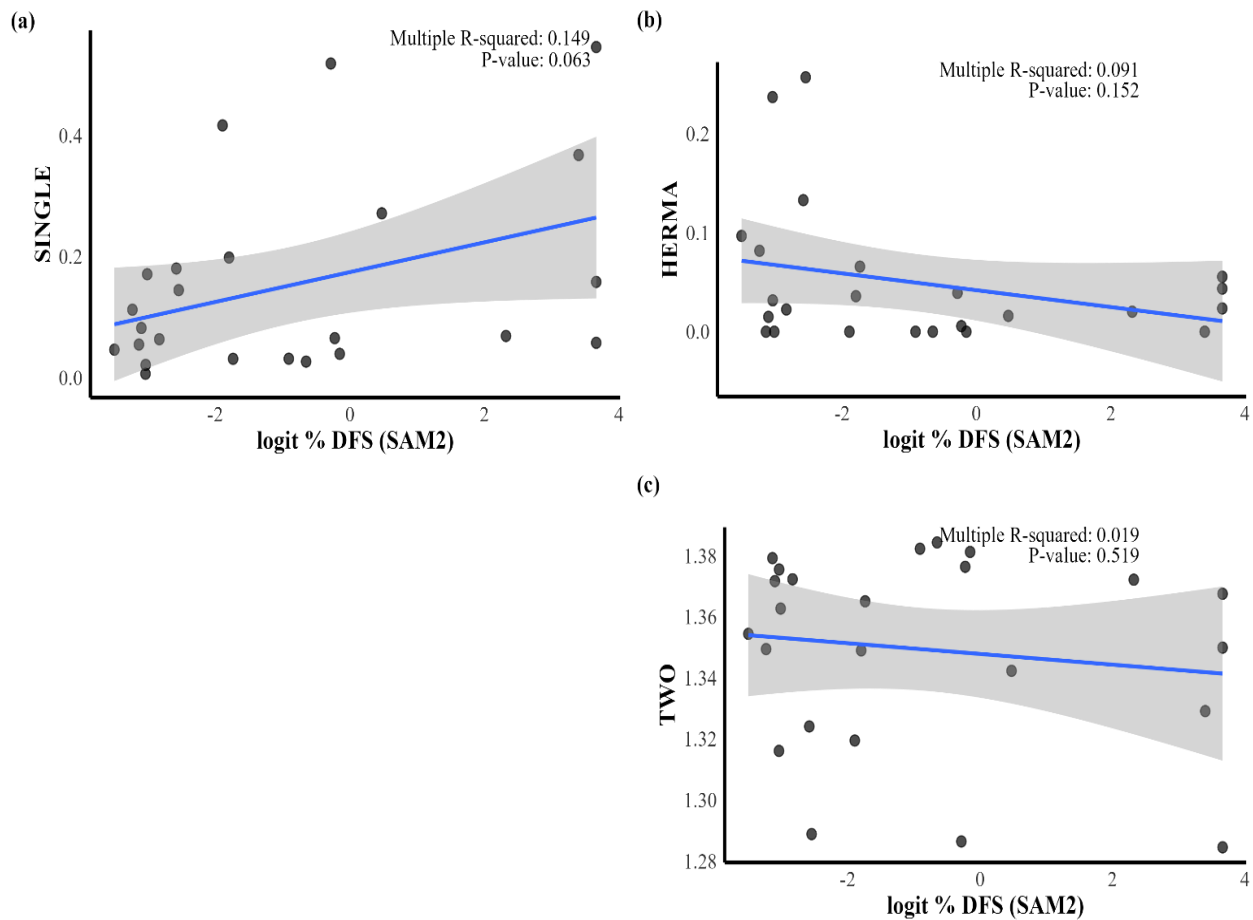 (a)
Multiple R-squared: 0.149
P-value: 0.063
SINGLE
0.4
0.2
0.0
-2 0 2 4
logit % DFS (SAM2)
(b)
Multiple R-squared: 0.091
P-value: 0.152
HERMA
0.2
0.1
0.0
-2 0 2 4
logit % DFS (SAM2)
(c)
Multiple R-squared: 0.019
P-value: 0.519
TWO
1.38
1.36
1.34
1.32
1.30
1.28
-2 0 2 4
logit % DFS (SAM2)